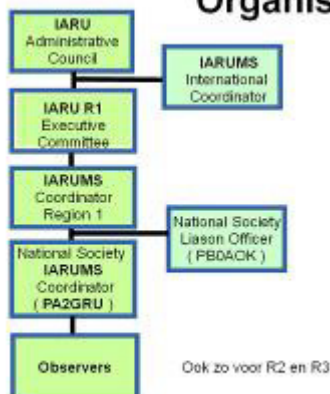 Organis
IARU
Administrative
Council
IARUMS
International
Coordinator
IARU R1
Executive
Committee
IARUMS
Coordinator
Region 1
National Society
Liason Officer
( PB0AOK )
National Society
IARUMS
Coordinator
( PA2GRU )
Observers
Ook zo voor R2 en R3